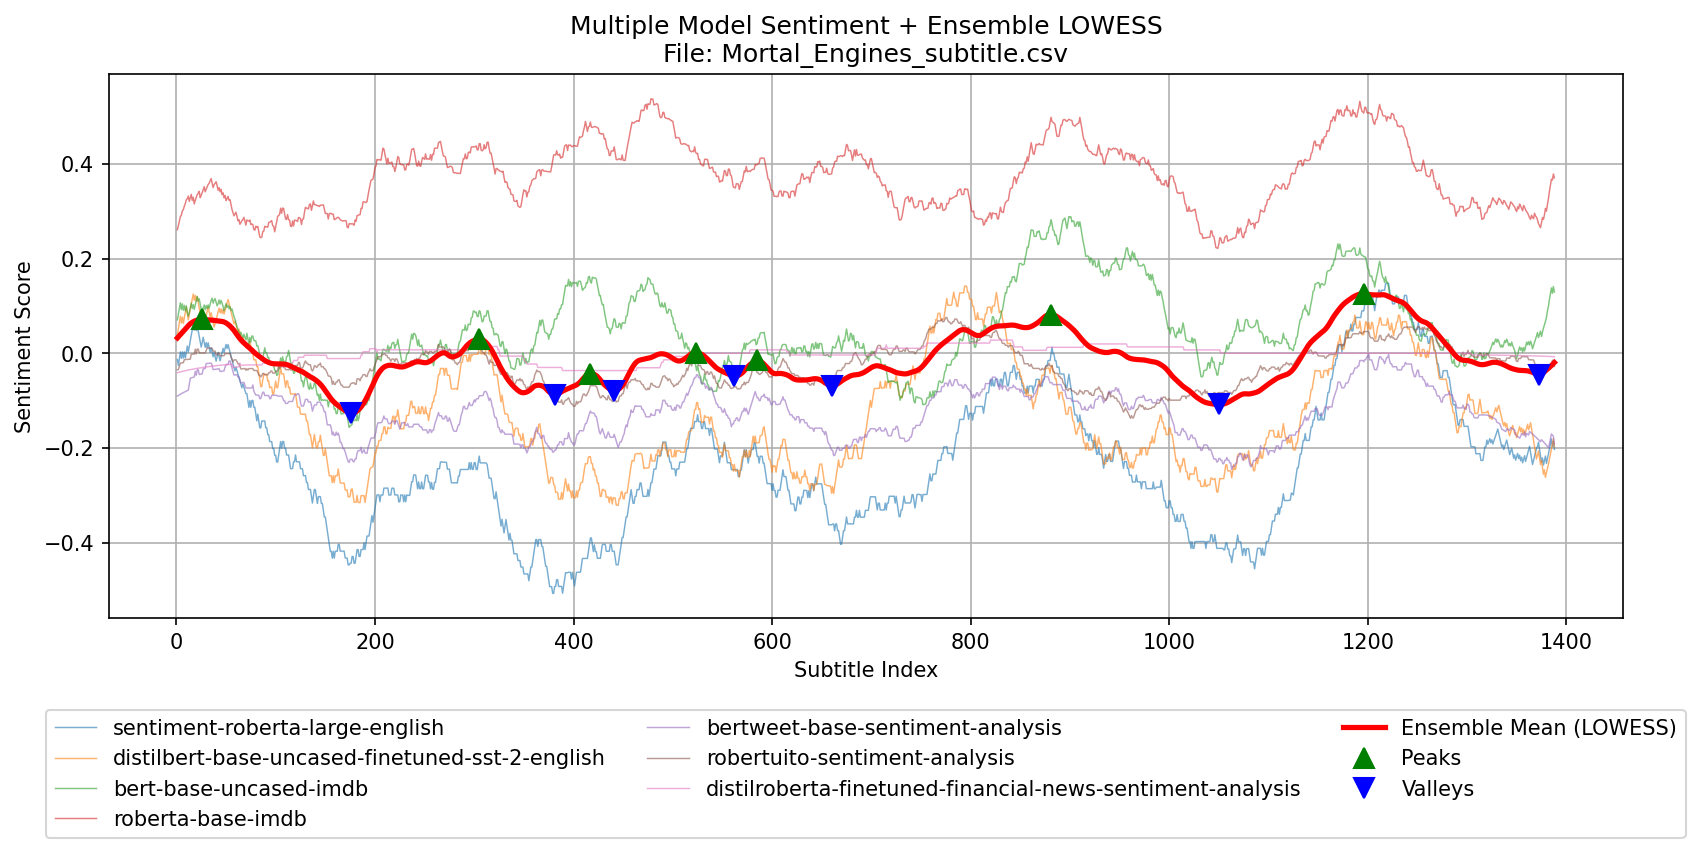 Multiple Model Sentiment + Ensemble LOWESS
File: Mortal_Engines_subtitle.csv
Sentiment Score
0.4
0.2
0.0
−0.2
−0.4
0 200 400 600 800 1000 1200 1400
Subtitle Index
sentiment-roberta-large-english
distilbert-base-uncased-finetuned-sst-2-english
bert-base-uncased-imdb
roberta-base-imdb
bertweet-base-sentiment-analysis
robertuito-sentiment-analysis
distilroberta-finetuned-financial-news-sentiment-analysis
Ensemble Mean (LOWESS)
Peaks
Valleys